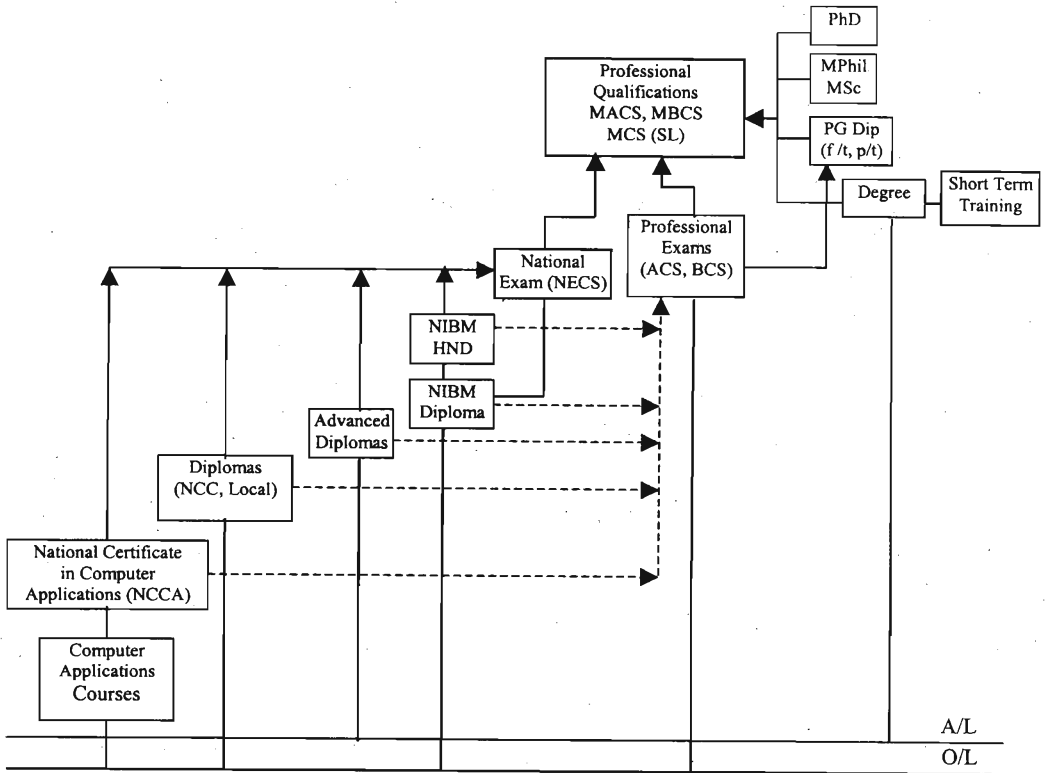 PhD
MPhil
MSc
PG Dip
(f /t, p/t)
Degree
Short Term
Training
Professional
Qualifications
MACS, MBCS
MCS (SL)
Professional
Exams
(ACS, BCS)
National
Exam (NECS)
NIBM
HND
NIBM
Diploma
Advanced
Diplomas
Diplomas
(NCC, Local)
National Certificate
in Computer
Applications (NCCA)
Computer
Applications
Courses
A/L
O/L